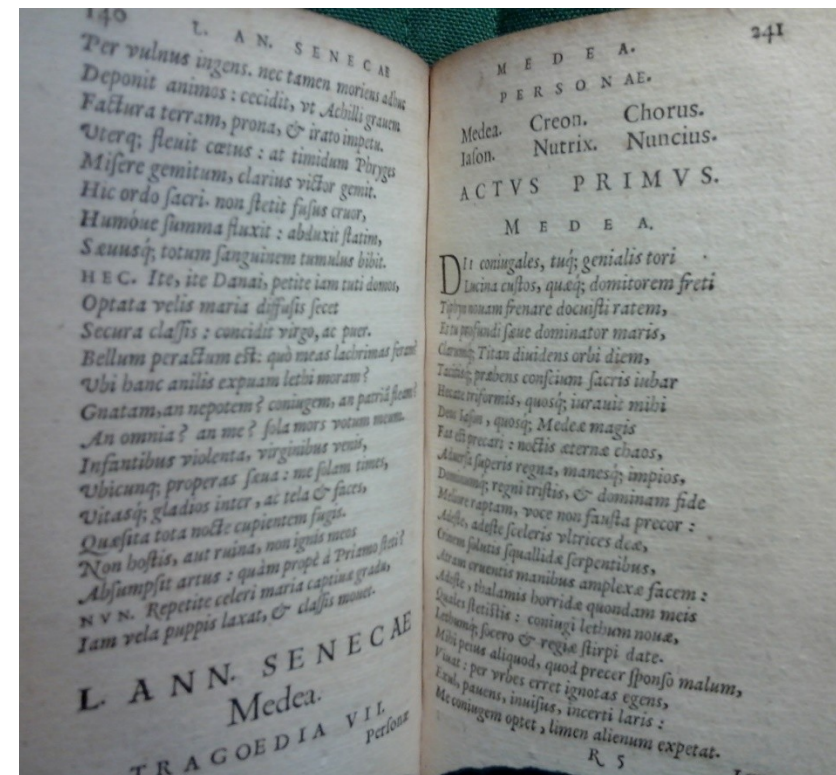 140
L. AN. SENECAE
Per vulnus ingens. nec tamen moriens adhuc
Deponit animos : cecidit, vt Achilli grauem
Factura terram, prona, & irato impetu.
Vterq; fleuit cœtus : at timidum Phryges
Misere gemitum, clarius victor gemit.
Hic ordo sacri. non stetit fusus cruor,
Humóue summa fluxit : abduxit statim,
Sæuusq́; totum sanguinem tumulus bibit.
HEC. Ite, ite Danai, petite iam tuti domos,
Optata velis maria diffusis secet
Secura classis : concidit virgo, ac puer.
Bellum peractum est: quò meas lachrimas feram?
Vbi hanc anilis expuam lethi moram?
Gnatam, an nepotem? coniugem, an patriã fleam?
An omnia? an me? sola mors votum meum.
Infantibus violenta, virginibus venis,
Vbicunq; properas sæua : me solam times,
Vitasq́; gladios inter, ac tela & faces,
Quæsita tota nocte cupientem fugis.
Non hostis, aut ruina, non ignis meos
Absumpsit artus : quàm propè à Priamo steti?
NVN. Repetite celeri maria captiuæ gradu,
Iam vela puppis laxat, & classis mouet.
L. ANN. SENECAE
Medea.
TRAGOEDIA VII.
Personæ
241
MEDEA.
PERSONAE.
Medea. Creon. Chorus.
Iason. Nutrix. Nuncius.
ACTVS PRIMVS.
MEDEA.
DII coniugales, tuq́; genialis tori
Lucina custos, quæq́; domitorem freti
Tiphyn nouam frenare docuisti ratem,
Et tu profundi sæue dominator maris,
Clarumq́; Titan diuidens orbi diem,
Tacitisq́; præbens conscium sacris iubar
Hecate triformis, quosq́; iurauit mihi
Deos Iason, quosq́; Medeæ magis
Fas est precari : noctis æternæ chaos,
Aduersa superis regna, manesq́; impios,
Dominumq́; regni tristis, & dominam fide
Meliore raptam, voce non fausta precor :
Adeste, adeste sceleris vltrices deæ,
Crinem solutis squallidæ serpentibus,
Atram cruentis manibus amplexæ facem :
Adeste, thalamis horridæ quondam meis
Quales stetistis : coniugi lethum nouæ,
Lethumq́; socero & regiæ stirpi date.
Mihi peius aliquod, quod precer sponso malum,
Viuat : per vrbes erret ignotas egens,
Exul, pauens, inuisus, incerti laris :
Me coniugem optet, limen alienum expetat.
R 5